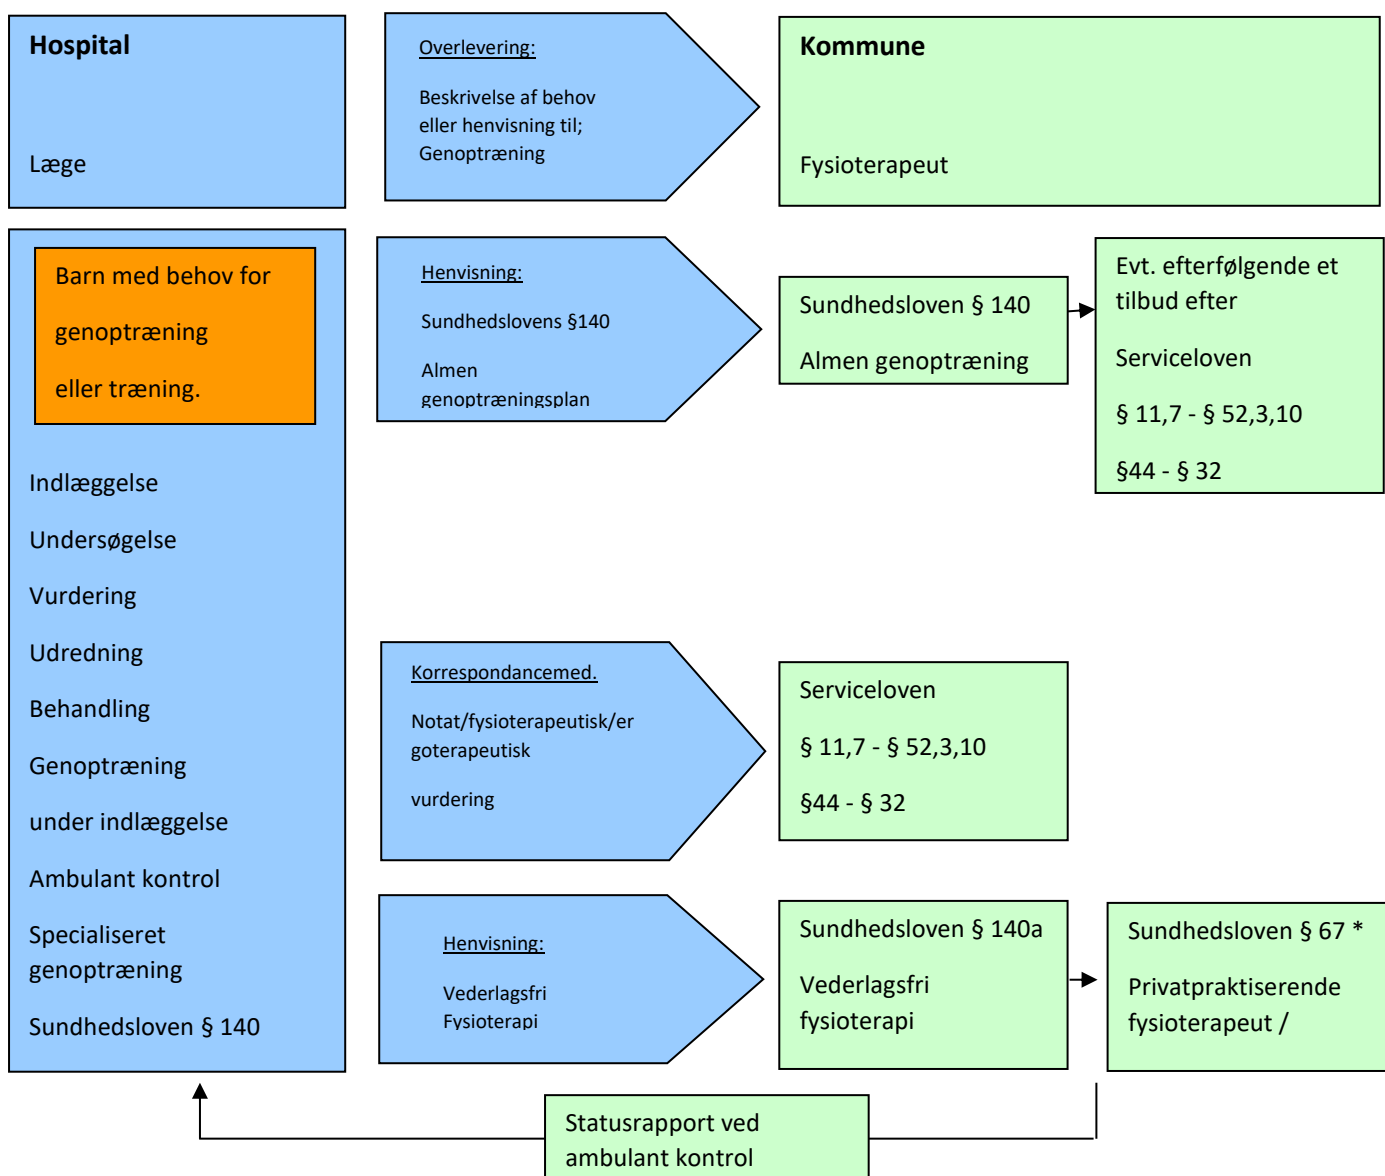 Hospital
Læge
Overlevering:
Beskrivelse af behov
eller henvisning til;
Genoptræning
Kommune
Fysioterapeut
Barn med behov for
genoptræning
eller træning.
Indlæggelse
Undersøgelse
Vurdering
Udredning
Behandling
Genoptræning
under indlæggelse
Ambulant kontrol
Specialiseret
genoptræning
Sundhedsloven § 140
Henvisning:
Sundhedslovens §140
Almen
genoptræningsplan
Sundhedsloven § 140
Almen genoptræning
Evt. efterfølgende et
tilbud efter
Serviceloven
§ 11,7 - § 52,3,10
§44 - § 32
Korrespondancemed.
Notat/fysioterapeutisk/er
goterapeutisk
vurdering
Serviceloven
§ 11,7 - § 52,3,10
§44 - § 32
Henvisning:
Vederlagsfri
Fysioterapi
Sundhedsloven § 140a
Vederlagsfri
fysioterapi
Sundhedsloven § 67 *
Privatpraktiserende
fysioterapeut /
Statusrapport ved
ambulant kontrol